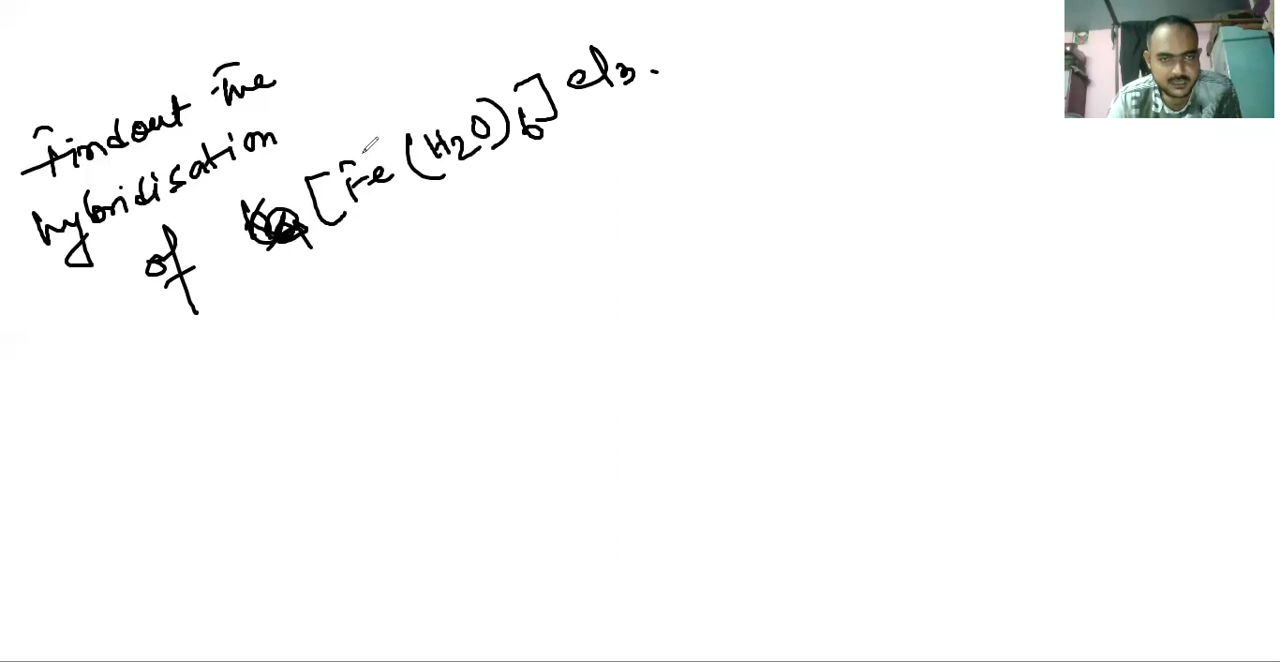 Findout the
hybridisation
of [Fe(H2O)6]Cl3.